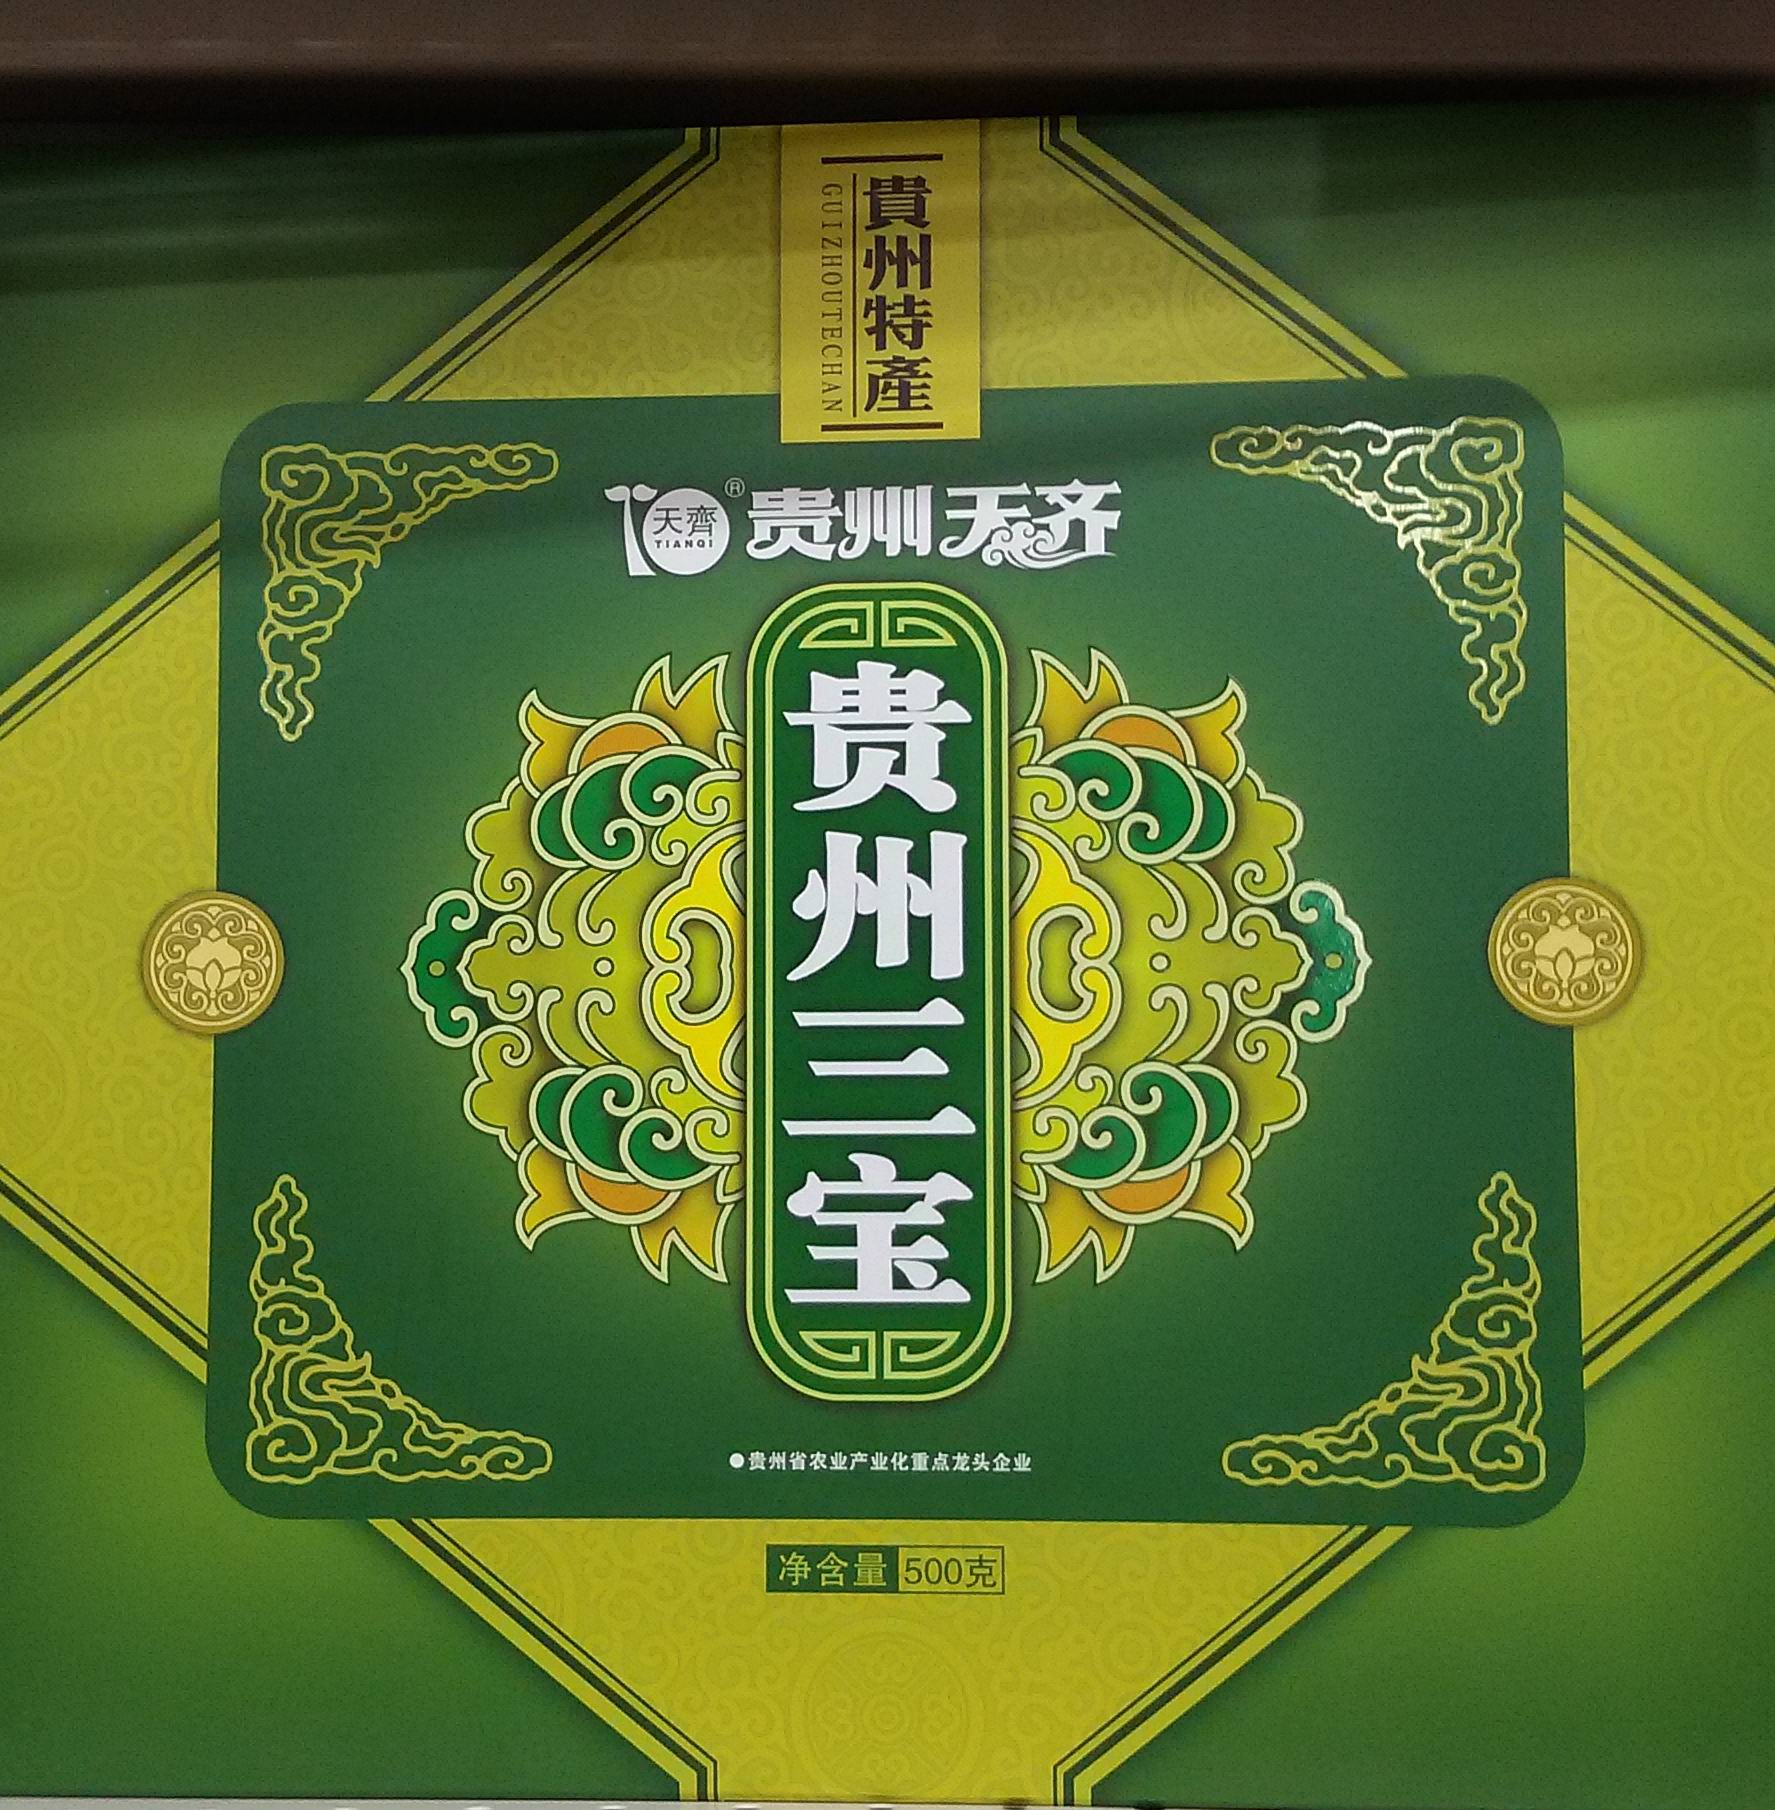 貴州特產
GUIZHOUTECHAN
天齊
TIANQI
® 贵州天齐
贵州三宝
●贵州省农业产业化重点龙头企业
净含量 500克